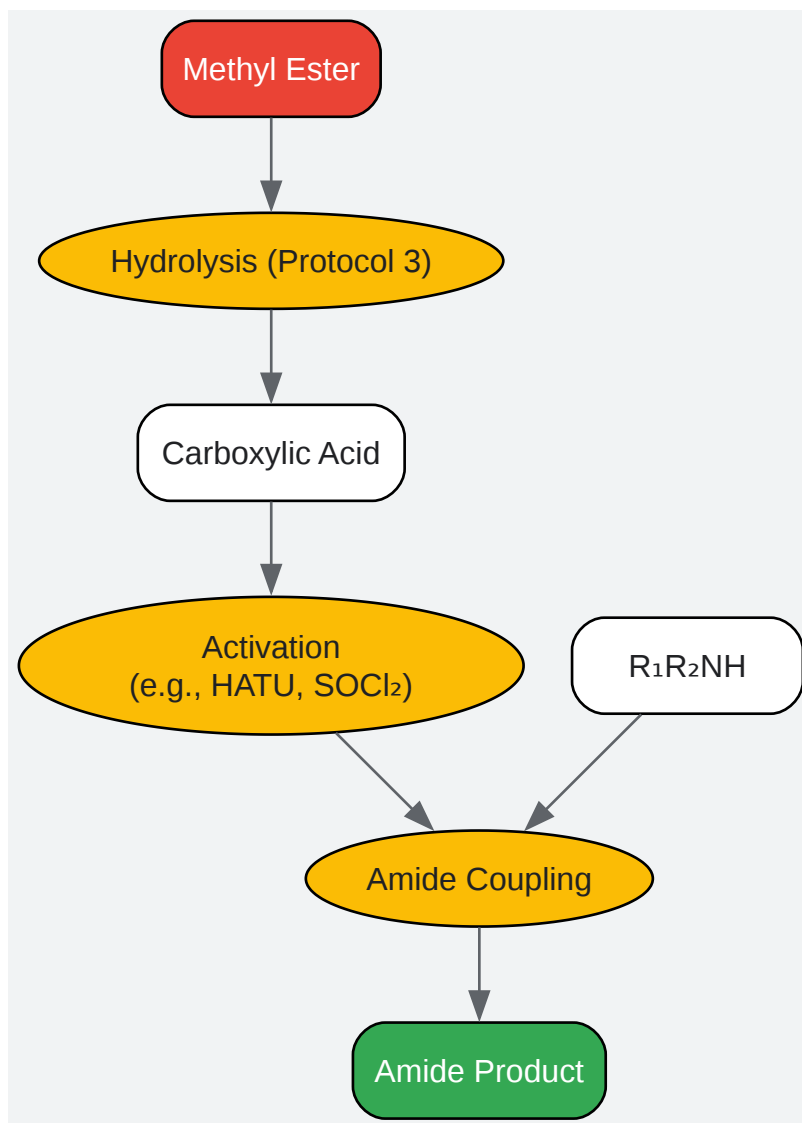 Methyl Ester
Hydrolysis (Protocol 3)
Carboxylic Acid
Activation
(e.g., HATU, SOCl₂)
R₁R₂NH
Amide Coupling
Amide Product